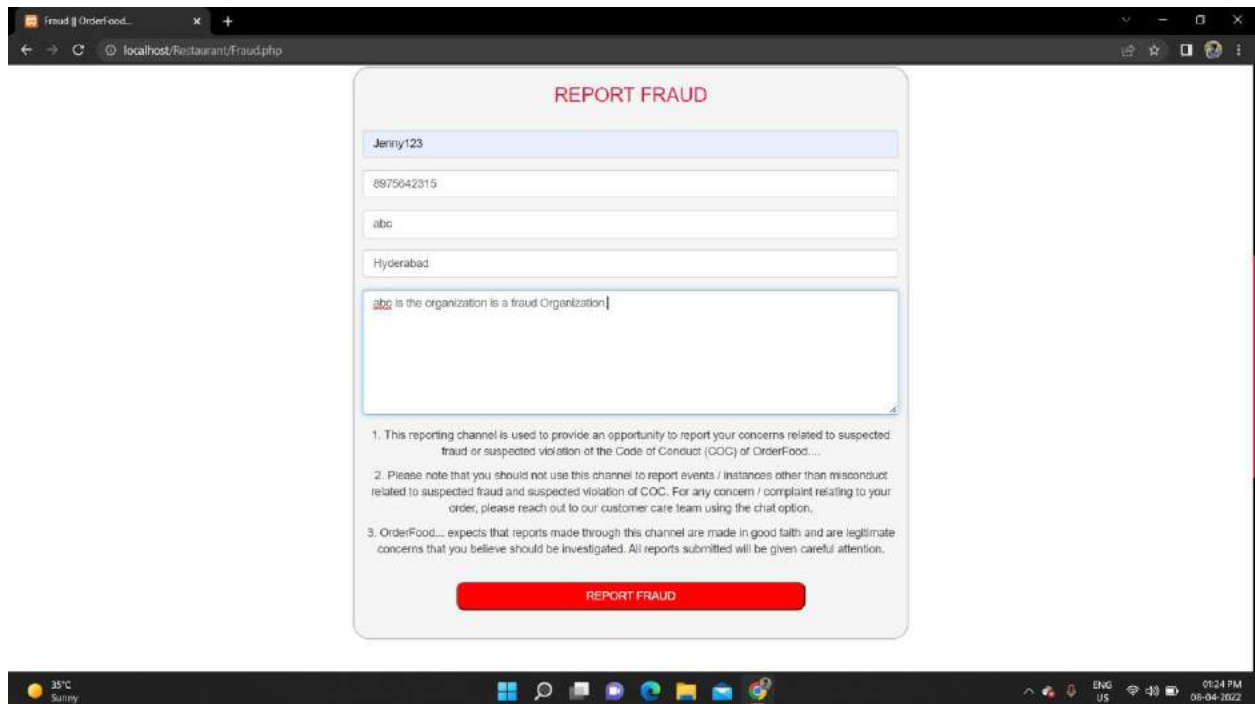 Fraud || OrderFood...
localhost/Restaurant/Fraud.php
REPORT FRAUD
Jenny123
8975642315
abc
Hyderabad
abc is the organization is a fraud Organization
1. This reporting channel is used to provide an opportunity to report your concerns related to suspected
fraud or suspected violation of the Code of Conduct (COC) of OrderFood....
2. Please note that you should not use this channel to report events / instances other than misconduct
related to suspected fraud and suspected violation of COC. For any concern / complaint relating to your
order, please reach out to our customer care team using the chat option.
3. OrderFood... expects that reports made through this channel are made in good faith and are legitimate
concerns that you believe should be investigated. All reports submitted will be given careful attention.
REPORT FRAUD
35°C
Sunny
ENG
US
01:24 PM
08-04-2022